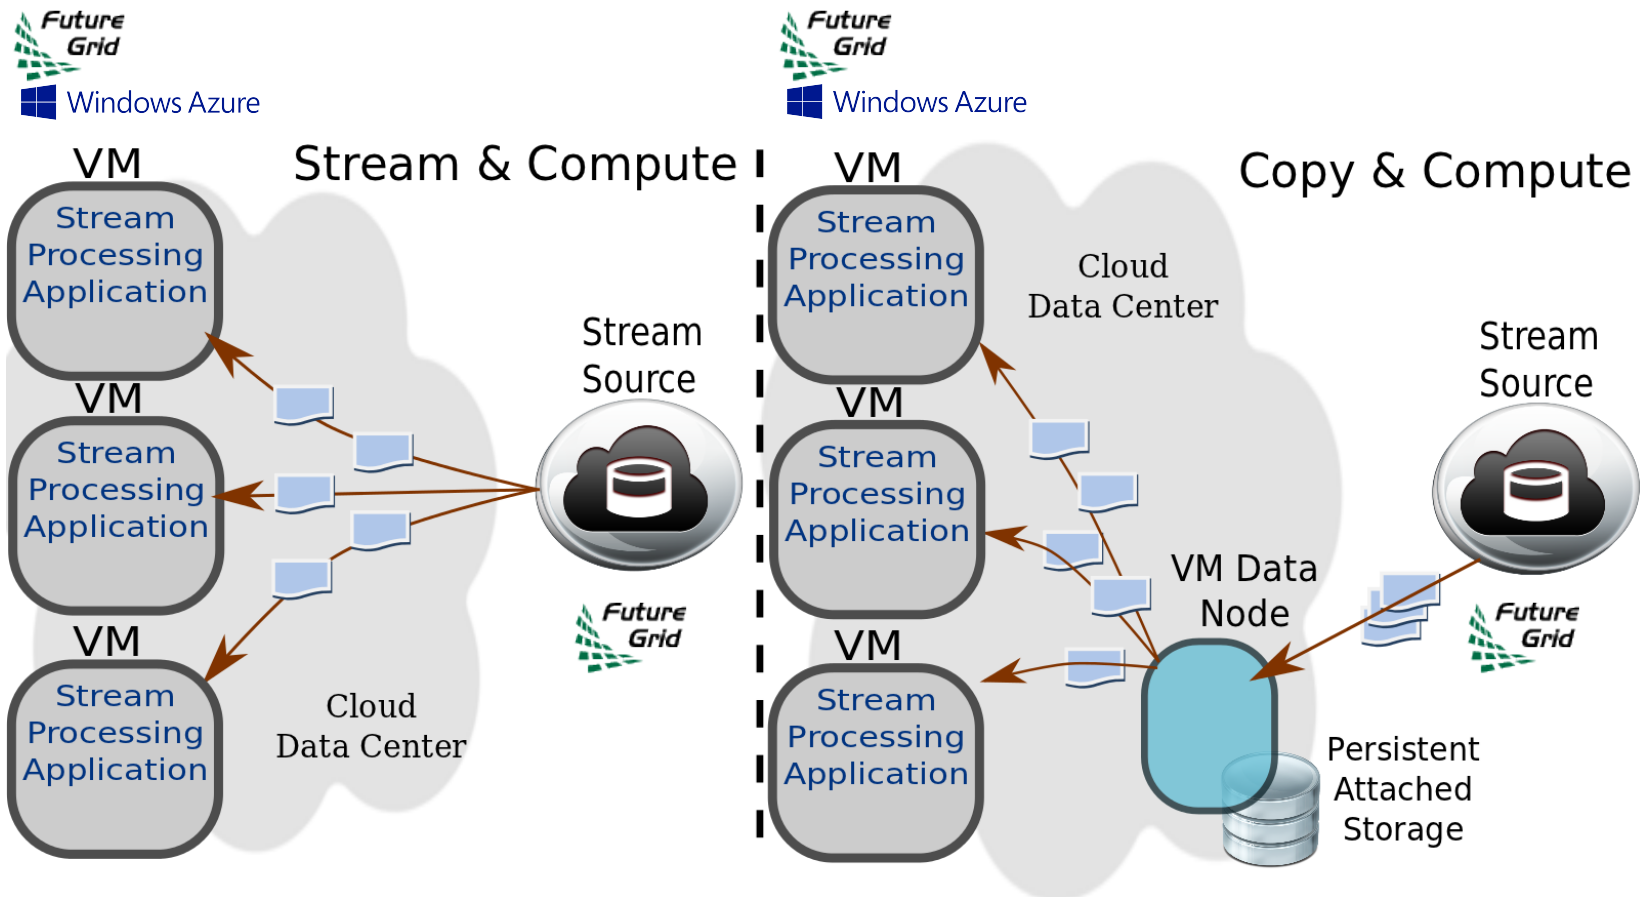 Future
Grid
Windows Azure
Stream & Compute
VM
Stream
Processing
Application
VM
Stream
Processing
Application
VM
Stream
Processing
Application
Stream
Source
Future
Grid
Cloud
Data Center
Future
Grid
Windows Azure
Copy & Compute
VM
Stream
Processing
Application
Cloud
Data Center
VM
Stream
Processing
Application
VM
Stream
Processing
Application
VM Data
Node
Stream
Source
Future
Grid
Persistent
Attached
Storage